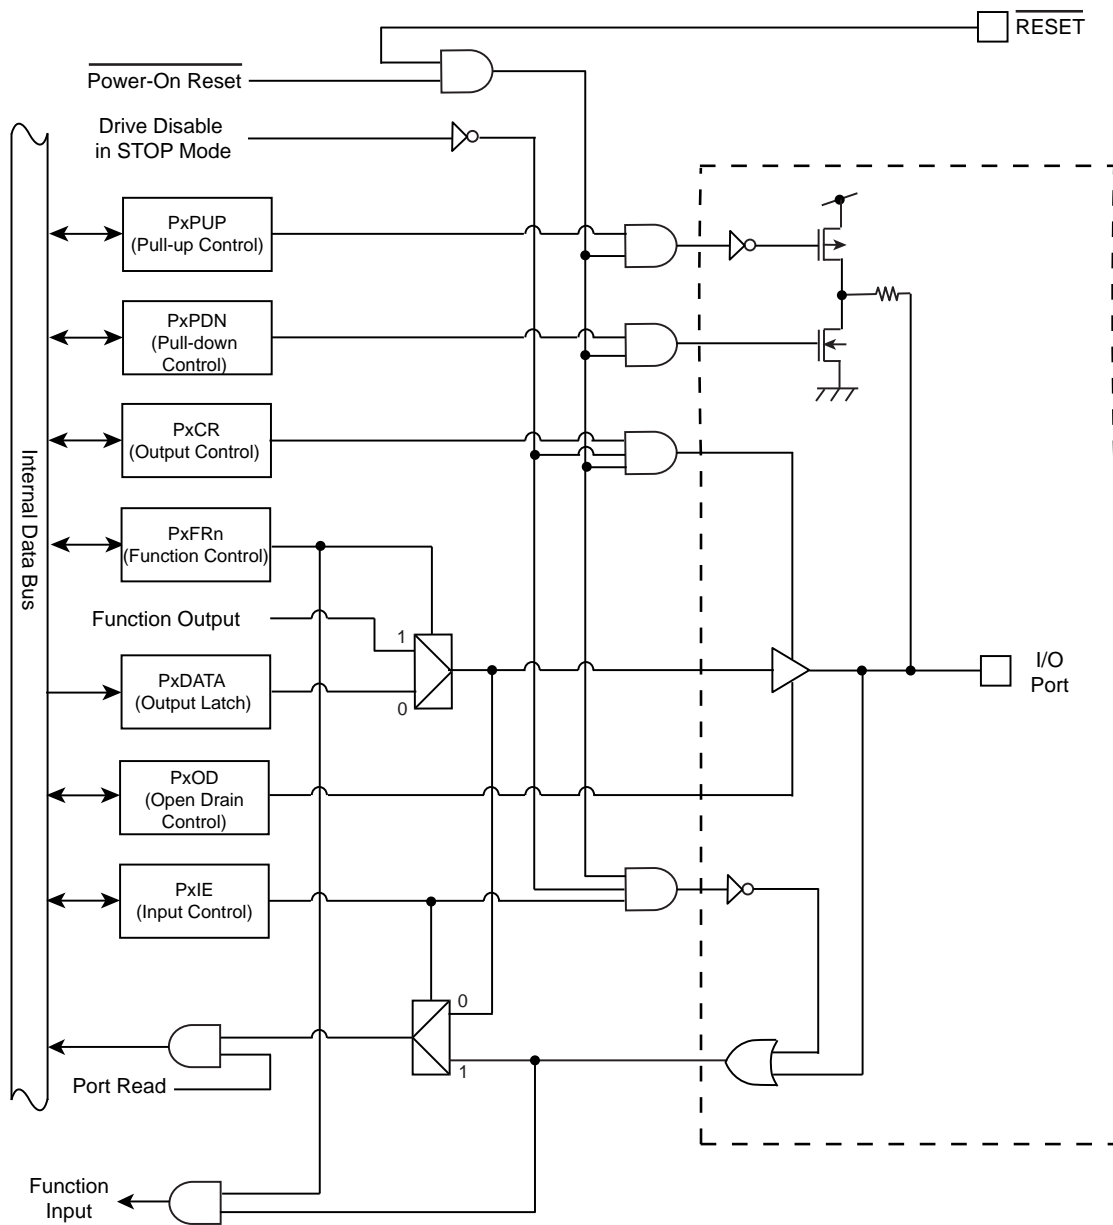 RESET
Power-On Reset
Drive Disable
in STOP Mode
PxPUP
(Pull-up Control)
PxPDN
(Pull-down
Control)
PxCR
(Output Control)
Internal Data Bus
PxFRn
(Function Control)
Function Output
1
PxDATA
(Output Latch)
0
I/O
Port
PxOD
(Open Drain
Control)
PxIE
(Input Control)
0
1
Port Read
Function
Input